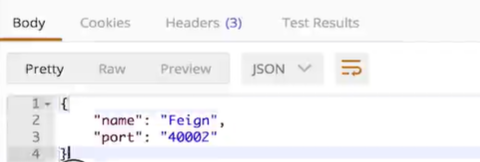 Body Cookies Headers (3) Test Results
Pretty Raw Preview JSON
1 {
2 "name": "Feign",
3 "port": "40002"
4 }